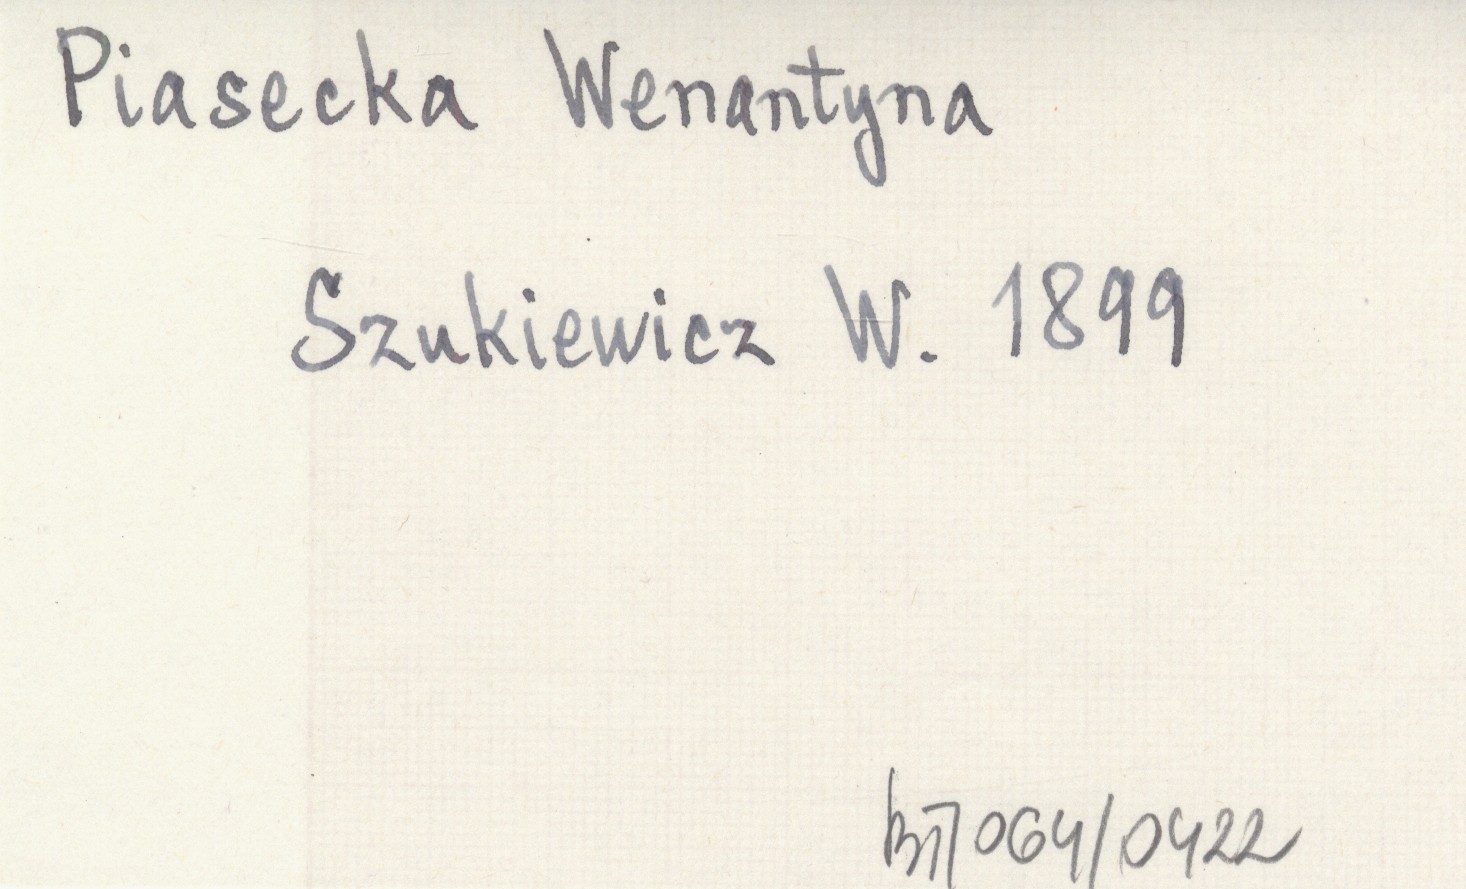 Piasecka Wenantyna
Szukiewicz W. 1899
064/0422